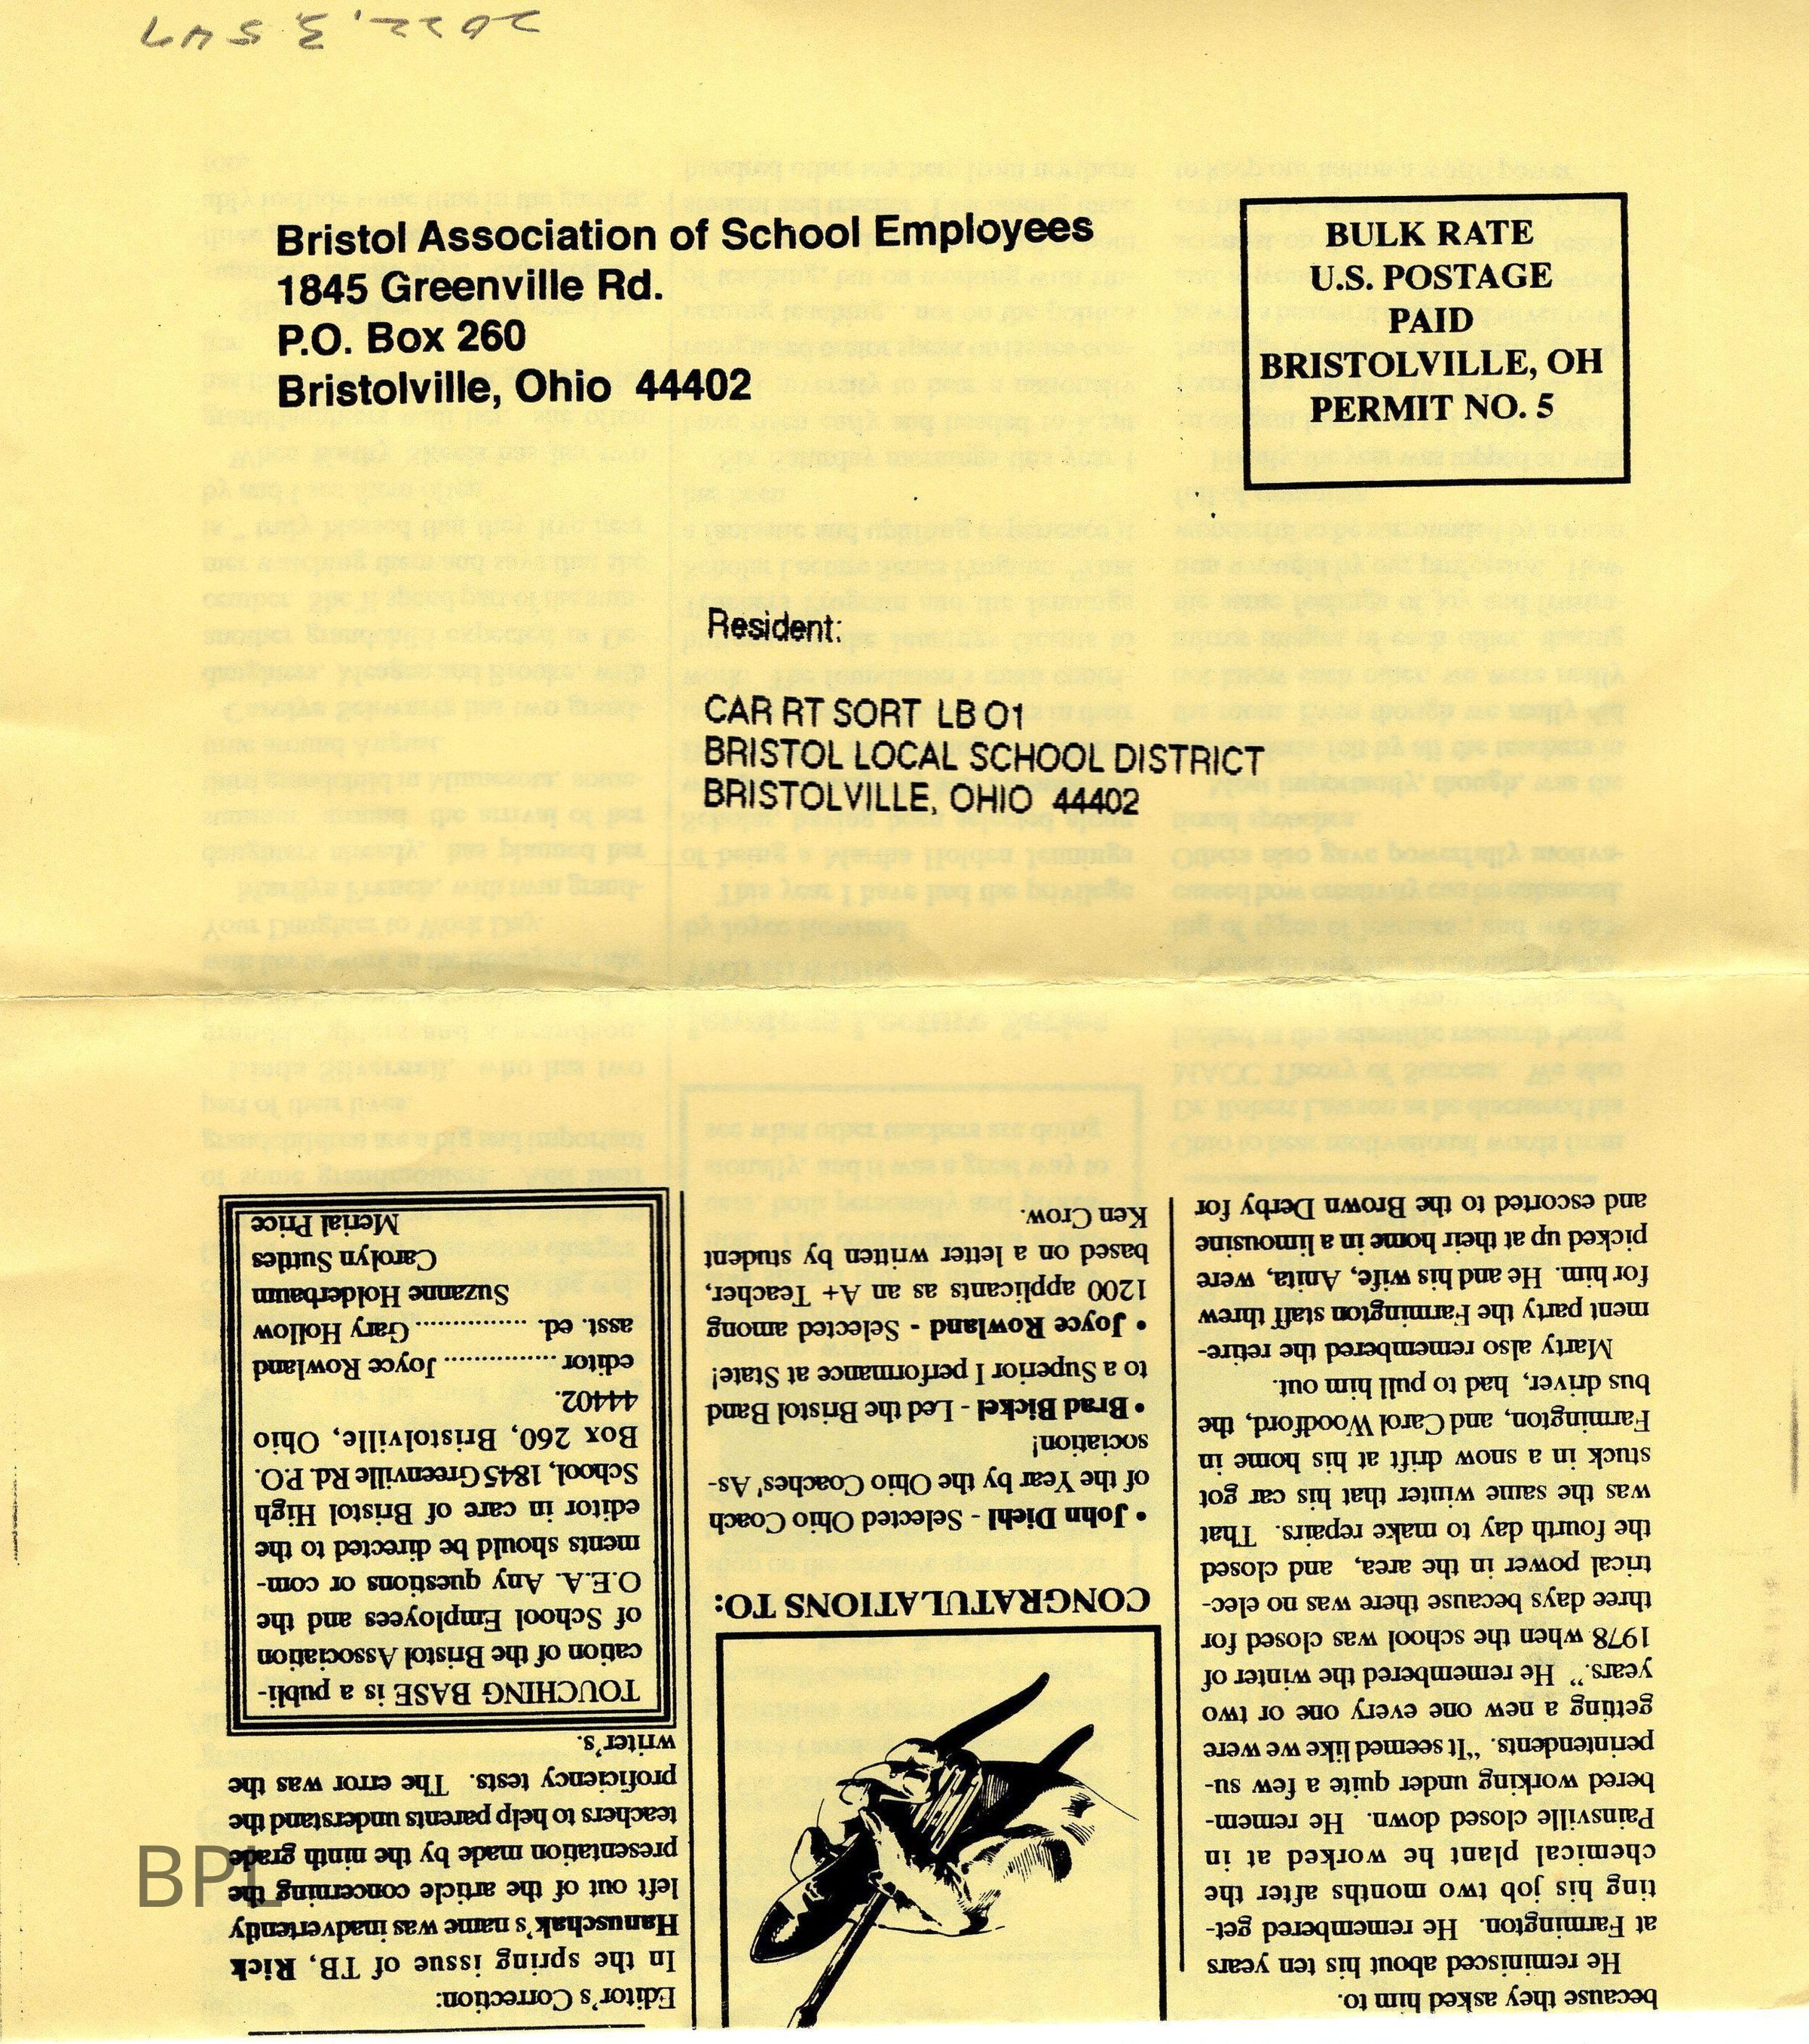 2022.3.547
Bristol Association of School Employees
1845 Greenville Rd.
P.O. Box 260
Bristolville, Ohio 44402
BULK RATE
U.S. POSTAGE
PAID
BRISTOLVILLE, OH
PERMIT NO. 5
Resident:
CAR RT SORT LB 01
BRISTOL LOCAL SCHOOL DISTRICT
BRISTOLVILLE, OHIO 44402
because they asked him to.
He reminisced about his ten years
at Farmington. He remembered get-
ting his job two months after the
chemical plant he worked at in
Painsville closed down. He remem-
bered working under quite a few su-
perintendents. “It seemed like we were
getting a new one every one or two
years.” He remembered the winter of
1978 when the school was closed for
three days because there was no elec-
trical power in the area, and closed
the fourth day to make repairs. That
was the same winter that his car got
stuck in a snow drift at his home in
Farmington, and Carol Woodford, the
bus driver, had to pull him out.
Marty also remembered the retire-
ment party the Farmington staff threw
for him. He and his wife, Anita, were
picked up at their home in a limousine
and escorted to the Brown Derby for
CONGRATULATIONS TO:
• John Diehl - Selected Ohio Coach
of the Year by the Ohio Coaches' As-
sociation!
• Brad Bickel - Led the Bristol Band
to a Superior I performance at State!
• Joyce Rowland - Selected among
1200 applicants as an A+ Teacher,
based on a letter written by student
Ken Crow.
Editor's Correction:
In the spring issue of TB, Rick
Hanuschak's name was inadvertently
left out of the article concerning the
presentation made by the ninth grade
teachers to help parents understand the
proficiency tests. The error was the
writer's.
TOUCHING BASE is a publi-
cation of the Bristol Association
of School Employees and the
O.E.A. Any questions or com-
ments should be directed to the
editor in care of Bristol High
School, 1845 Greenville Rd. P.O.
Box 260, Bristolville, Ohio
44402.
editor ............... Joyce Rowland
asst. ed. ............... Gary Hollow
Suzanne Holderbaum
Carolyn Suttles
Merial Price
BPL